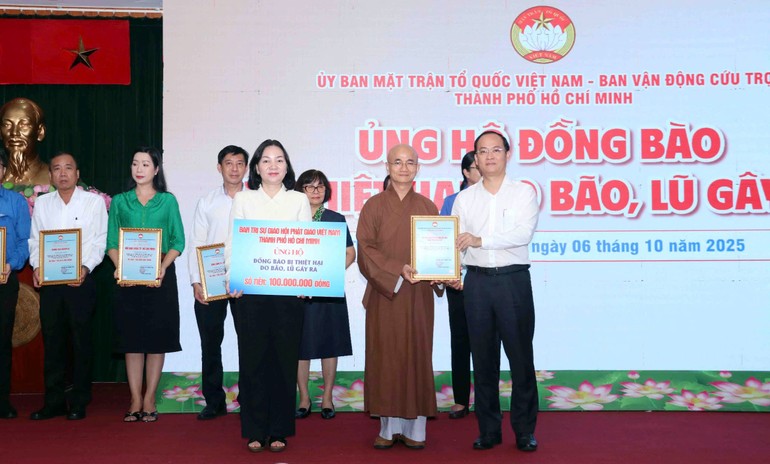 ỦY BAN MẶT TRẬN TỔ QUỐC VIỆT NAM - BAN VẬN ĐỘNG CỨU TRỢ
THÀNH PHỐ HỒ CHÍ MINH
ỦNG HỘ ĐỒNG BÀO
DO BÃO, LŨ GÂY
ngày 06 tháng 10 năm 2025
BAN TRỊ SỰ GIÁO HỘI PHẬT GIÁO VIỆT NAM
THÀNH PHỐ HỒ CHÍ MINH
ỦNG HỘ
ĐỒNG BÀO BỊ THIỆT HẠI
DO BÃO, LŨ GÂY RA
SỐ TIỀN: 100.000.000 ĐỒNG